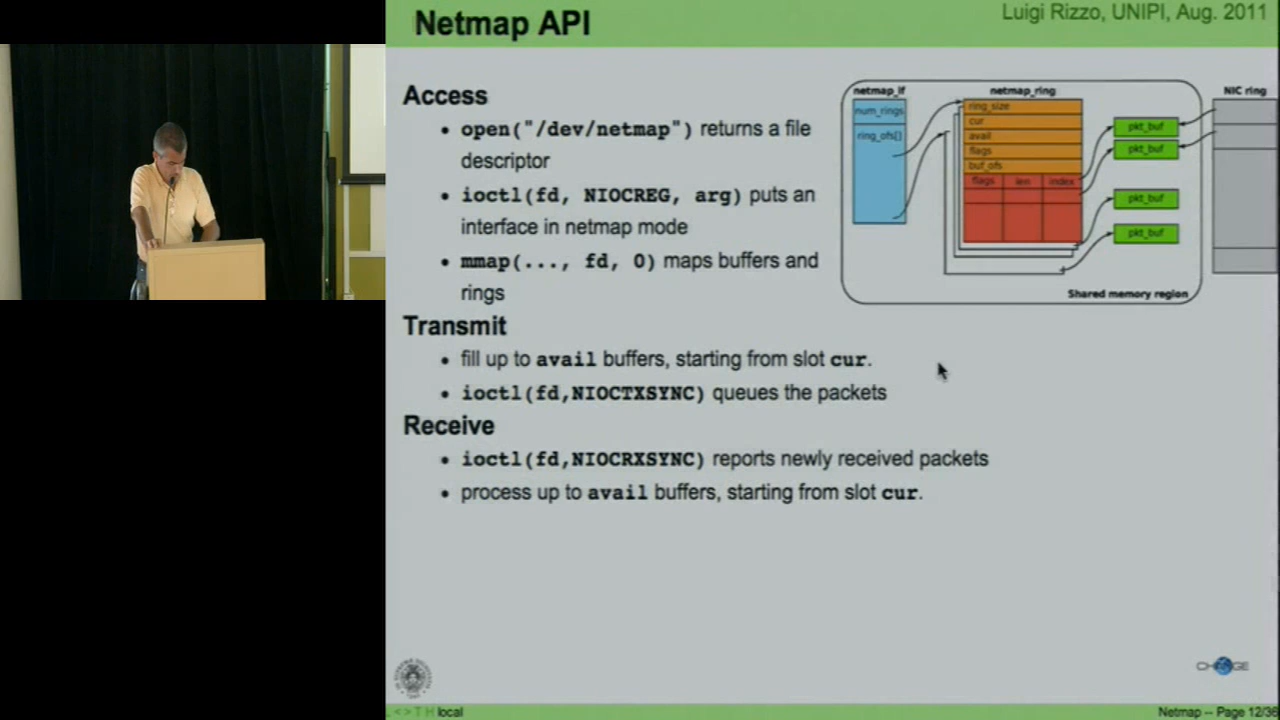 Netmap API
Luigi Rizzo, UNIPI, Aug. 2011
Access
• open("/dev/netmap") returns a file
descriptor
• ioctl(fd, NIOCREG, arg) puts an
interface in netmap mode
• mmap(..., fd, 0) maps buffers and
rings
netmap_if
netmap_ring
NIC ring
num_rings
ring_ofs[]
ring_size
cur
avail
flags
buf_ofs
flags len index
pkt_buf
pkt_buf
pkt_buf
pkt_buf
Shared memory region
Transmit
• fill up to avail buffers, starting from slot cur.
• ioctl(fd,NIOCTXSYNC) queues the packets
Receive
• ioctl(fd,NIOCRXSYNC) reports newly received packets
• process up to avail buffers, starting from slot cur.
CHANGE
< > T H local
Netmap -- Page 12/36